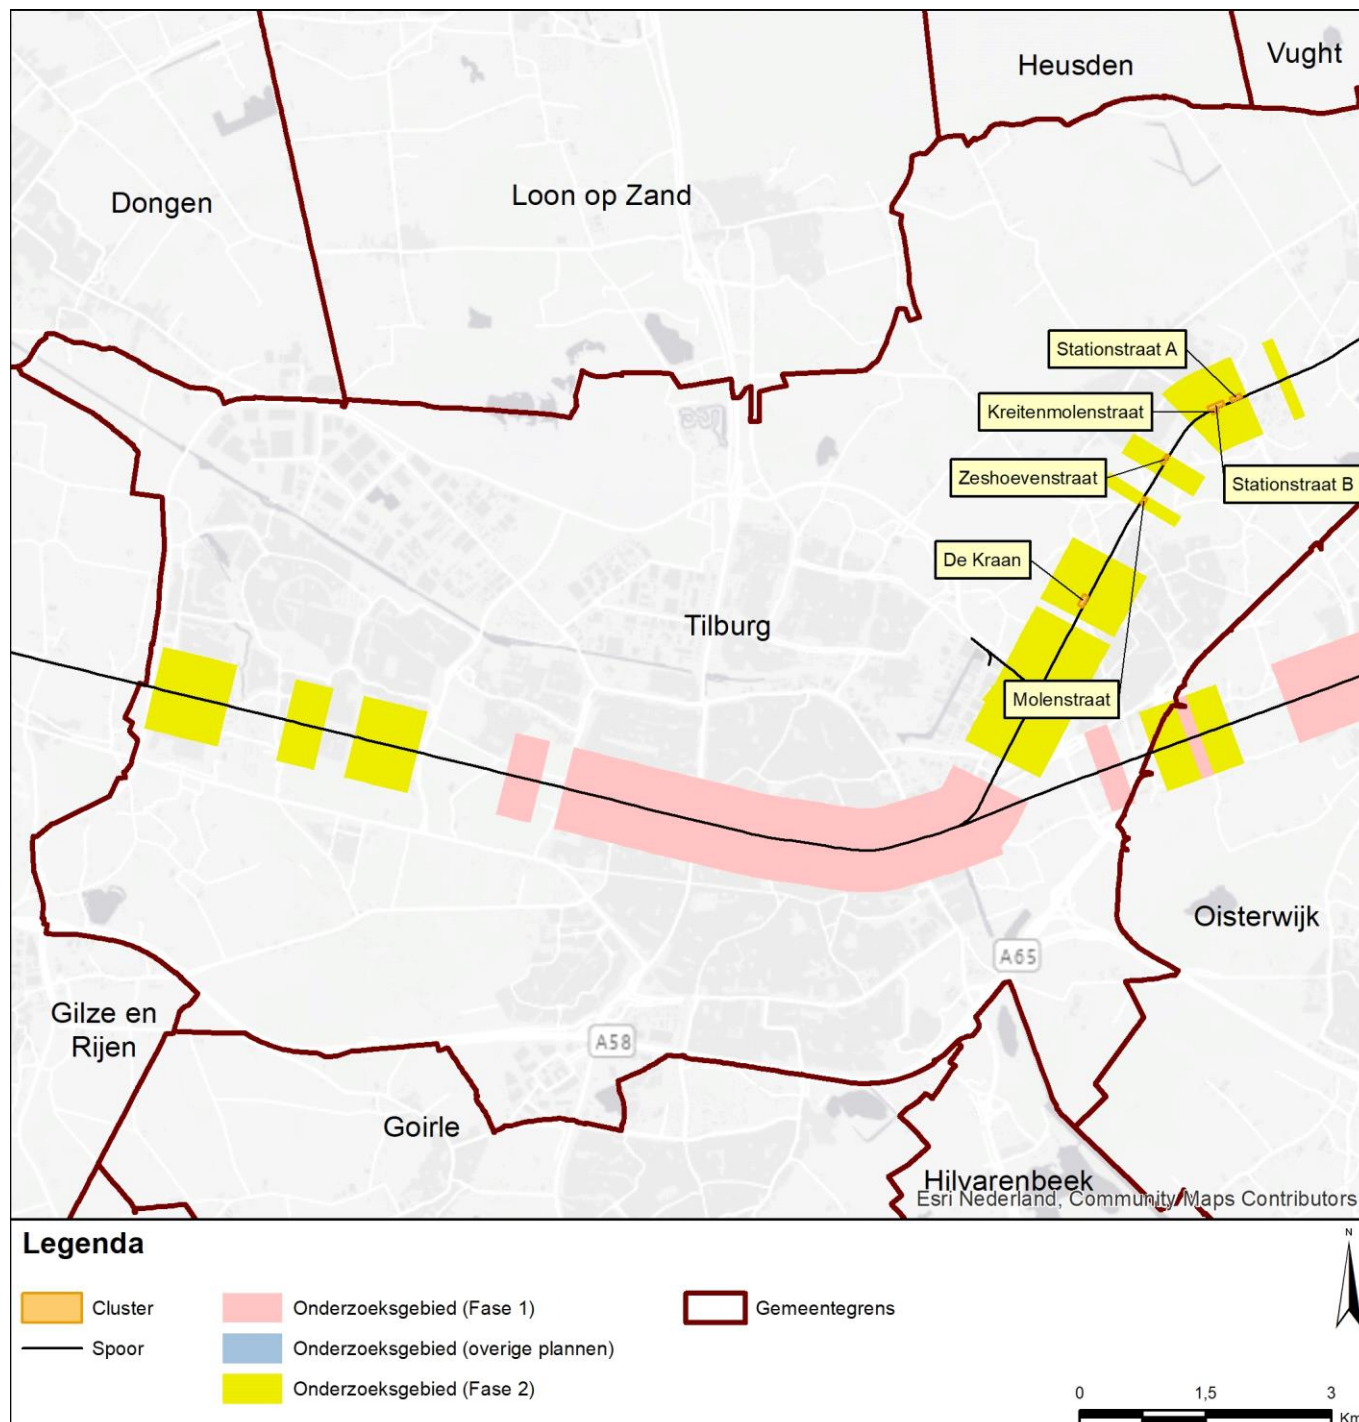 Heusden
Vught
Dongen
Loon op Zand
Stationstraat A
Kreitenmolenstraat
Zeshoevenstraat
Stationstraat B
De Kraan
Tilburg
Molenstraat
Oisterwijk
A65
Gilze en
Rijen
A58
Goirle
Hilvarenbeek
Esri Nederland, Community Maps Contributors
Legenda
N
Cluster
Onderzoeksgebied (Fase 1)
Gemeentegrens
Spoor
Onderzoeksgebied (overige plannen)
Onderzoeksgebied (Fase 2)
0 1,5 3
Km